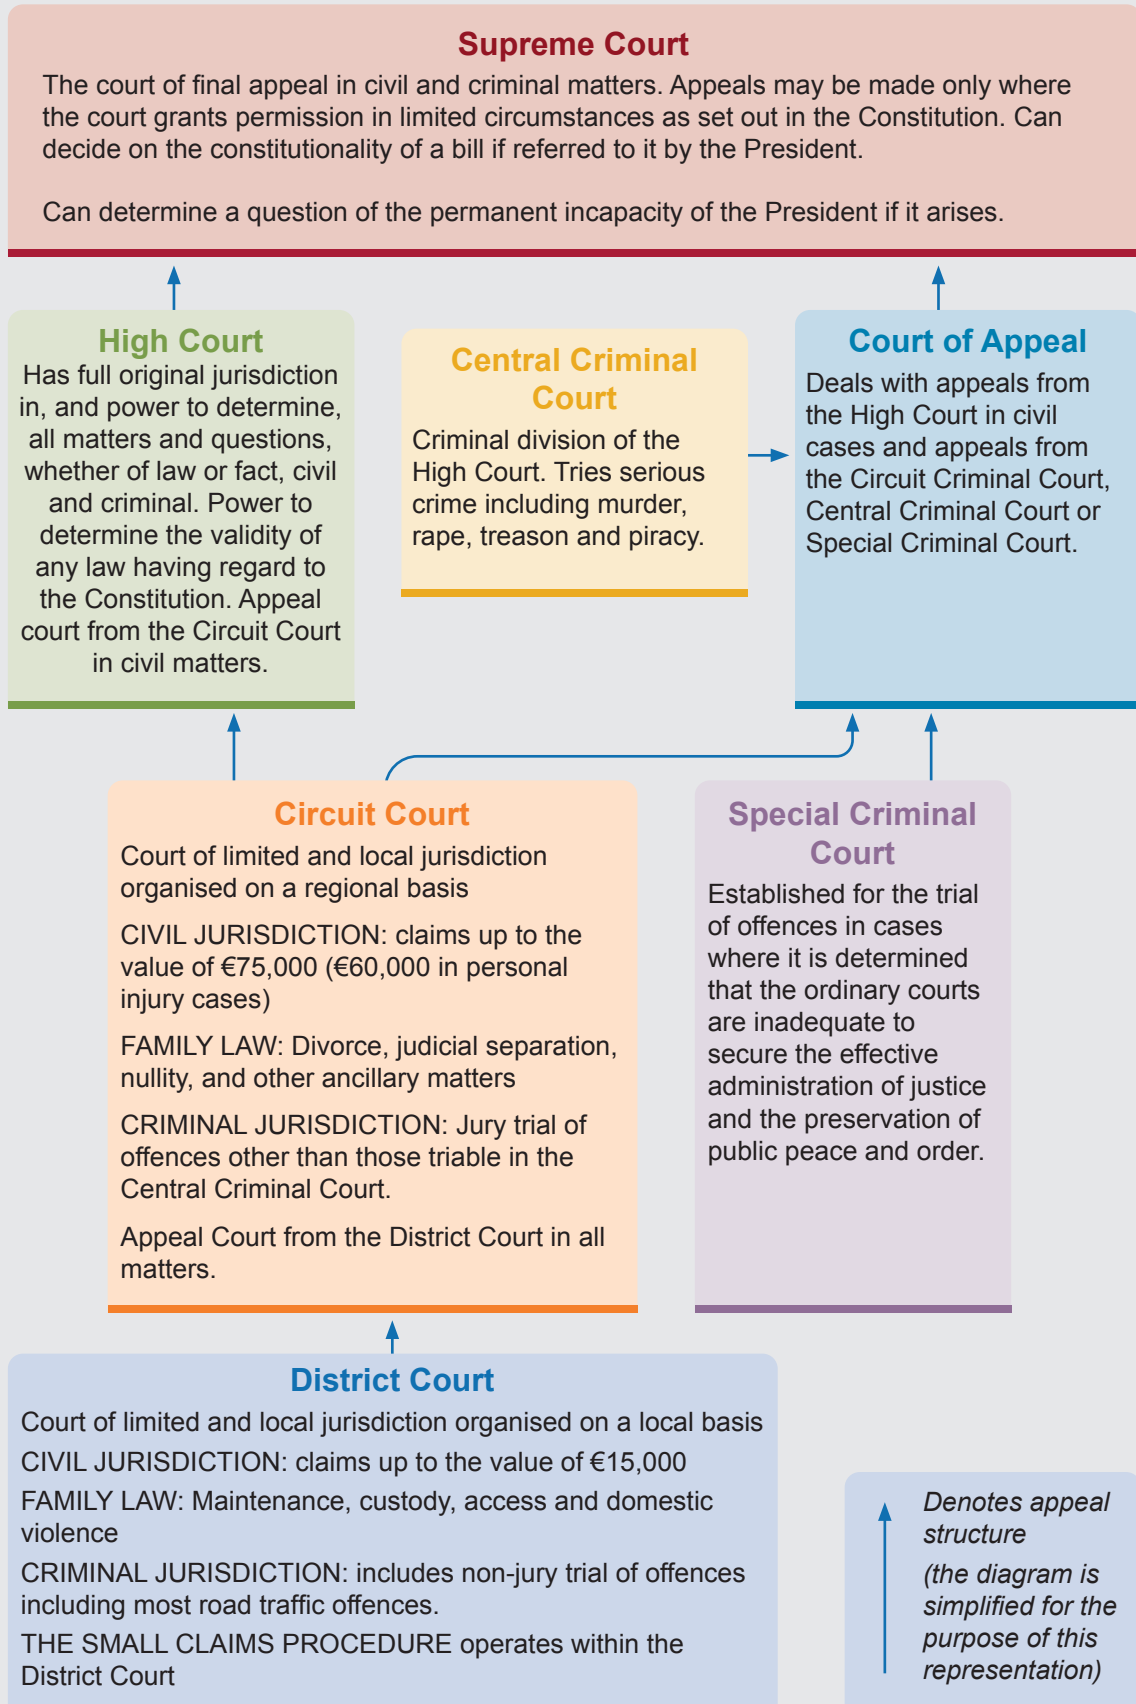 Supreme Court
The court of final appeal in civil and criminal matters. Appeals may be made only where
the court grants permission in limited circumstances as set out in the Constitution. Can
decide on the constitutionality of a bill if referred to it by the President.
Can determine a question of the permanent incapacity of the President if it arises.
High Court
Has full original jurisdiction
in, and power to determine,
all matters and questions,
whether of law or fact, civil
and criminal. Power to
determine the validity of
any law having regard to
the Constitution. Appeal
court from the Circuit Court
in civil matters.
Central Criminal
Court
Criminal division of the
High Court. Tries serious
crime including murder,
rape, treason and piracy.
Court of Appeal
Deals with appeals from
the High Court in civil
cases and appeals from
the Circuit Criminal Court,
Central Criminal Court or
Special Criminal Court.
Circuit Court
Court of limited and local jurisdiction
organised on a regional basis
CIVIL JURISDICTION: claims up to the
value of €75,000 (€60,000 in personal
injury cases)
FAMILY LAW: Divorce, judicial separation,
nullity, and other ancillary matters
CRIMINAL JURISDICTION: Jury trial of
offences other than those triable in the
Central Criminal Court.
Appeal Court from the District Court in all
matters.
Special Criminal
Court
Established for the trial
of offences in cases
where it is determined
that the ordinary courts
are inadequate to
secure the effective
administration of justice
and the preservation of
public peace and order.
District Court
Court of limited and local jurisdiction organised on a local basis
CIVIL JURISDICTION: claims up to the value of €15,000
FAMILY LAW: Maintenance, custody, access and domestic
violence
CRIMINAL JURISDICTION: includes non-jury trial of offences
including most road traffic offences.
THE SMALL CLAIMS PROCEDURE operates within the
District Court
Denotes appeal
structure
(the diagram is
simplified for the
purpose of this
representation)